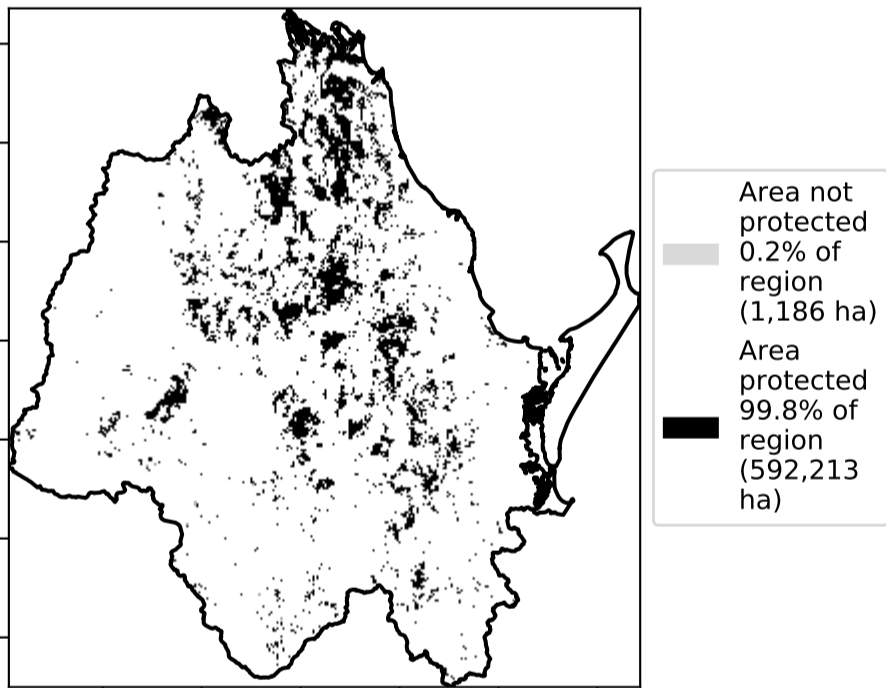 Area not
protected
0.2% of
region
(1,186 ha)
Area
protected
99.8% of
region
(592,213
ha)